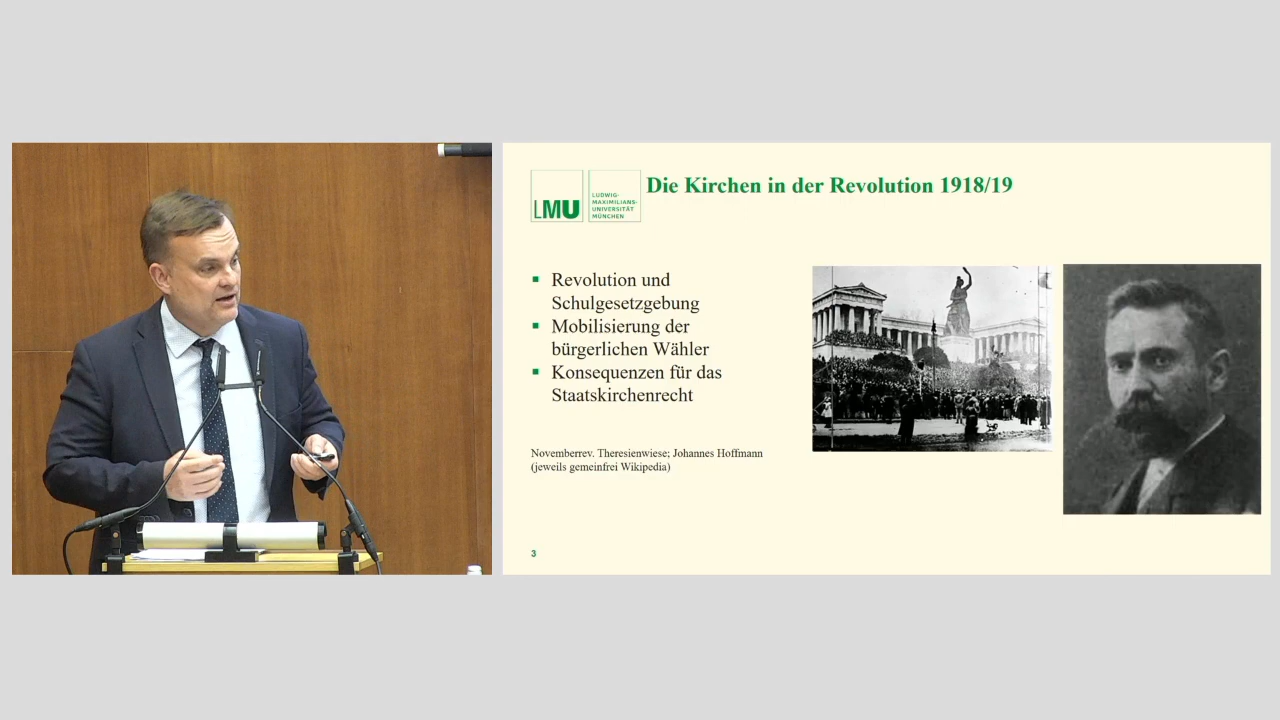 LMU
LUDWIG-
MAXIMILIANS-
UNIVERSITÄT
MÜNCHEN
Die Kirchen in der Revolution 1918/19
Revolution und
Schulgesetzgebung
Mobilisierung der
bürgerlichen Wähler
Konsequenzen für das
Staatskirchenrecht
Novemberrev. Theresienwiese; Johannes Hoffmann
(jeweils gemeinfrei Wikipedia)
3